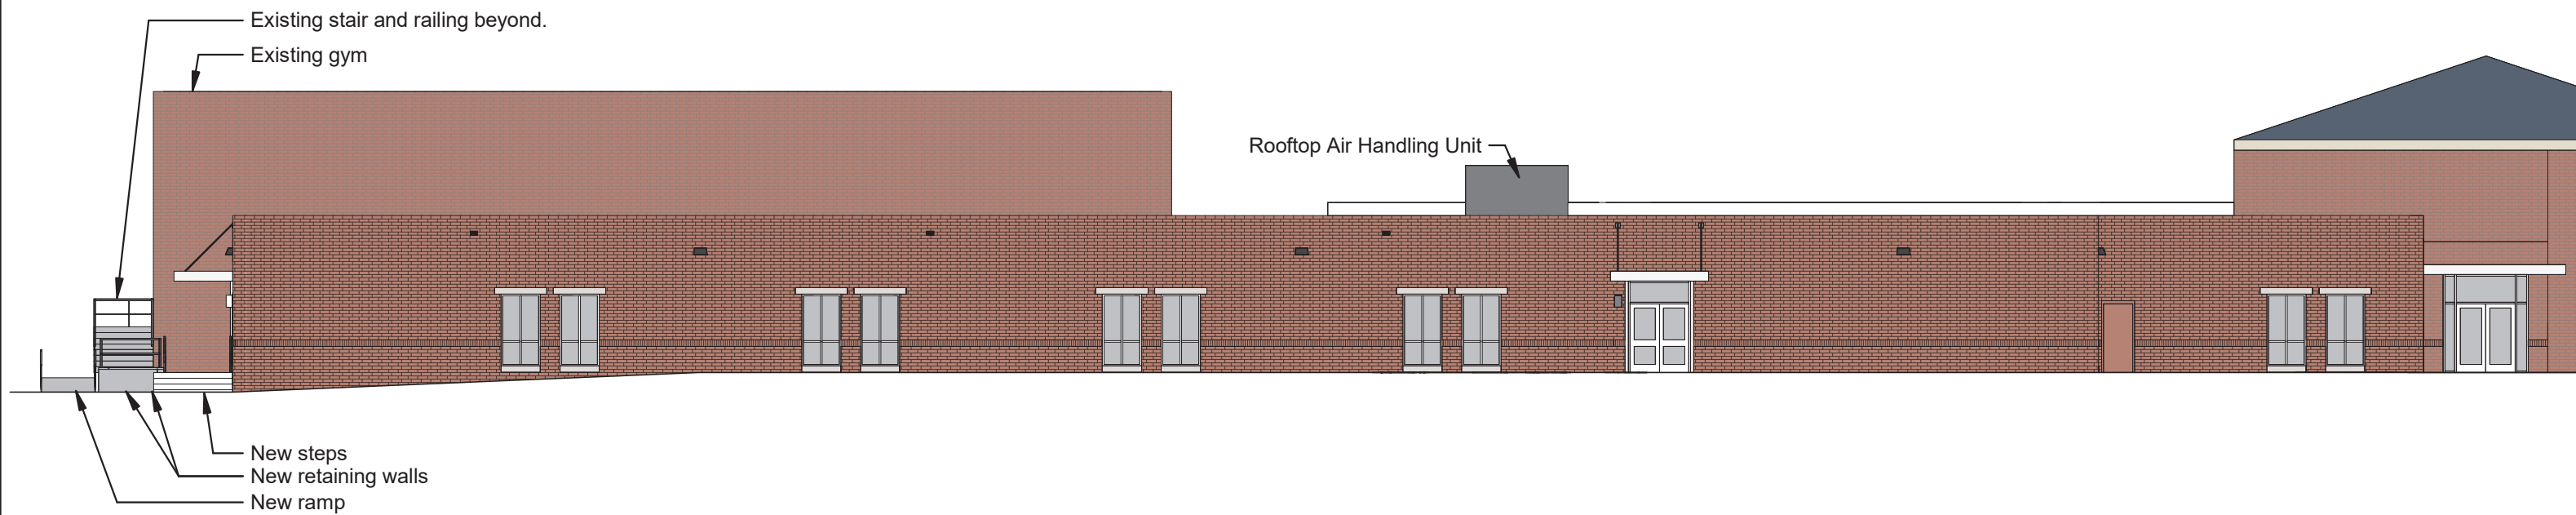 Existing stair and railing beyond.
Existing gym
Rooftop Air Handling Unit
New steps
New retaining walls
New ramp